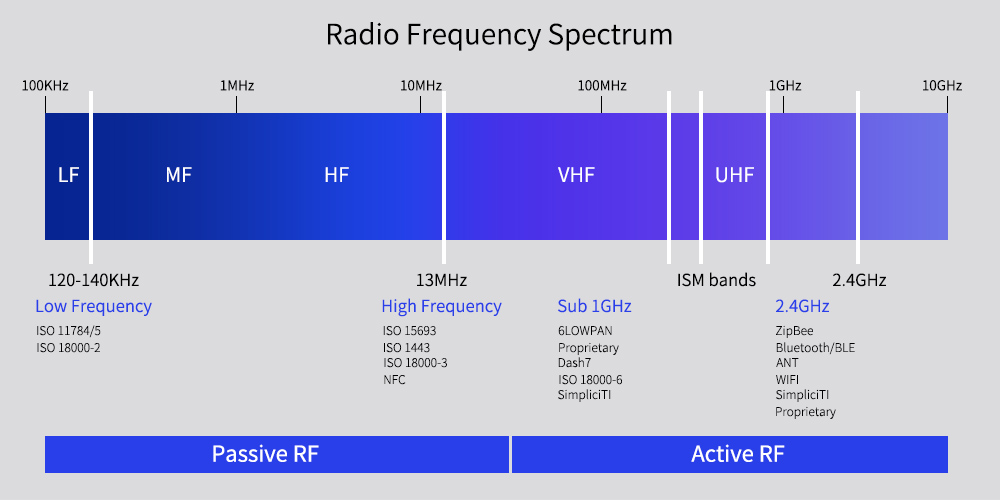 Radio Frequency Spectrum
100KHz 1MHz 10MHz 100MHz 1GHz 10GHz
LF MF HF VHF UHF
120-140KHz 13MHz ISM bands 2.4GHz
Low Frequency High Frequency Sub 1GHz 2.4GHz
ISO 11784/5 ISO 15693 6LOWPAN ZipBee
ISO 18000-2 ISO 1443 Proprietary Bluetooth/BLE
ISO 18000-3 Dash7 ANT
NFC ISO 18000-6 WIFI
SimpliciTI SimpliciTI
Proprietary
Passive RF Active RF